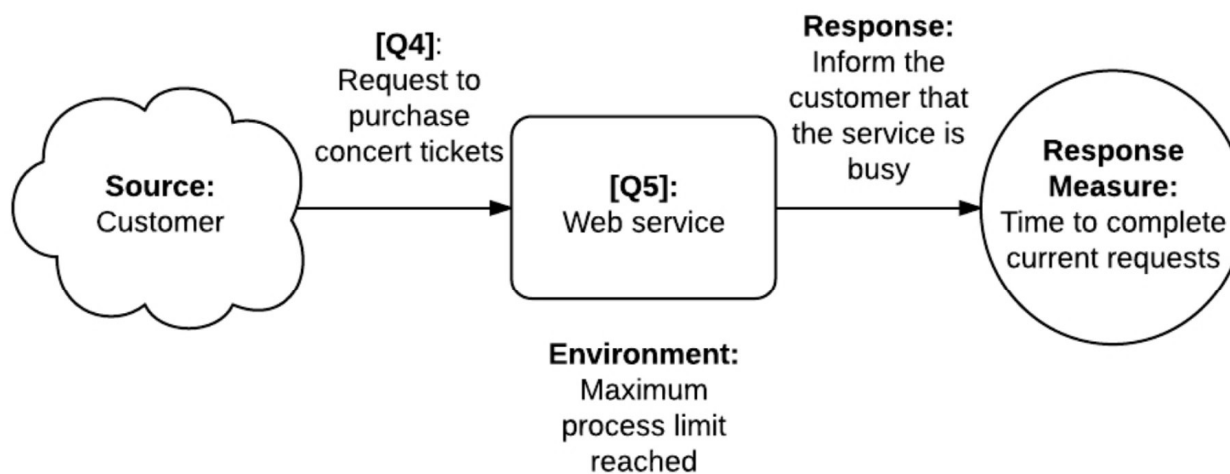 Source:
Customer
[Q4]:
Request to
purchase
concert tickets
[Q5]:
Web service
Environment:
Maximum
process limit
reached
Response:
Inform the
customer that
the service is
busy
Response
Measure:
Time to complete
current requests